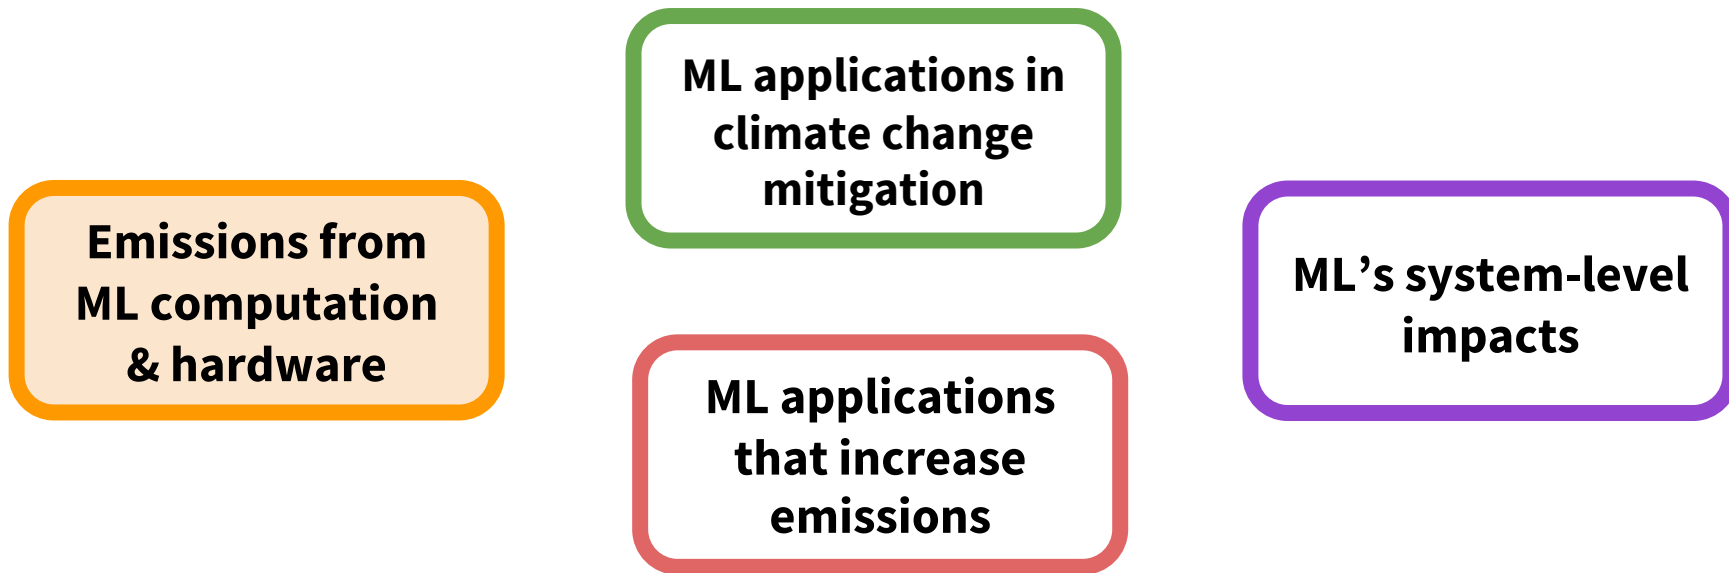 Emissions from
ML computation
& hardware
ML applications in
climate change
mitigation
ML applications
that increase
emissions
ML’s system-level
impacts